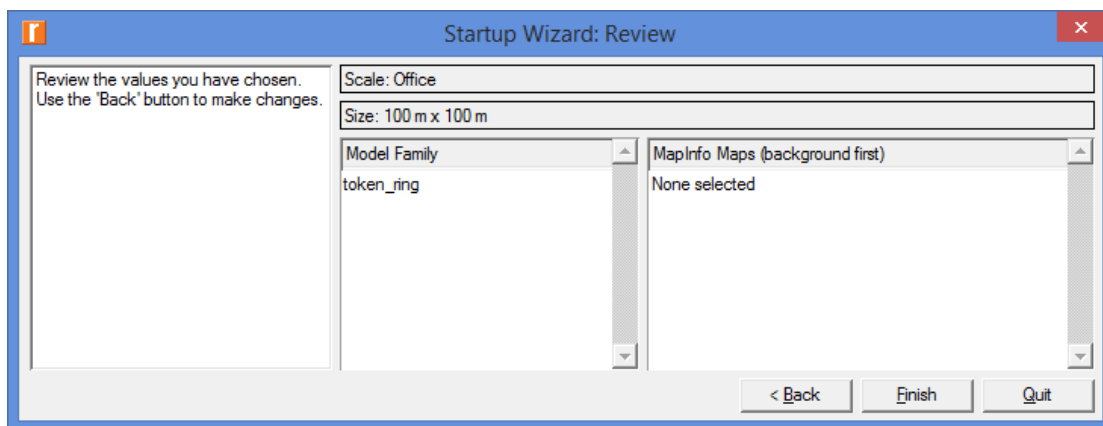 Startup Wizard: Review
Review the values you have chosen.
Use the "Back" button to make changes.
Scale: Office
Size: 100 m x 100 m
Model Family
token_ring
MapInfo Maps (background first)
None selected
< Back
Finish
Quit